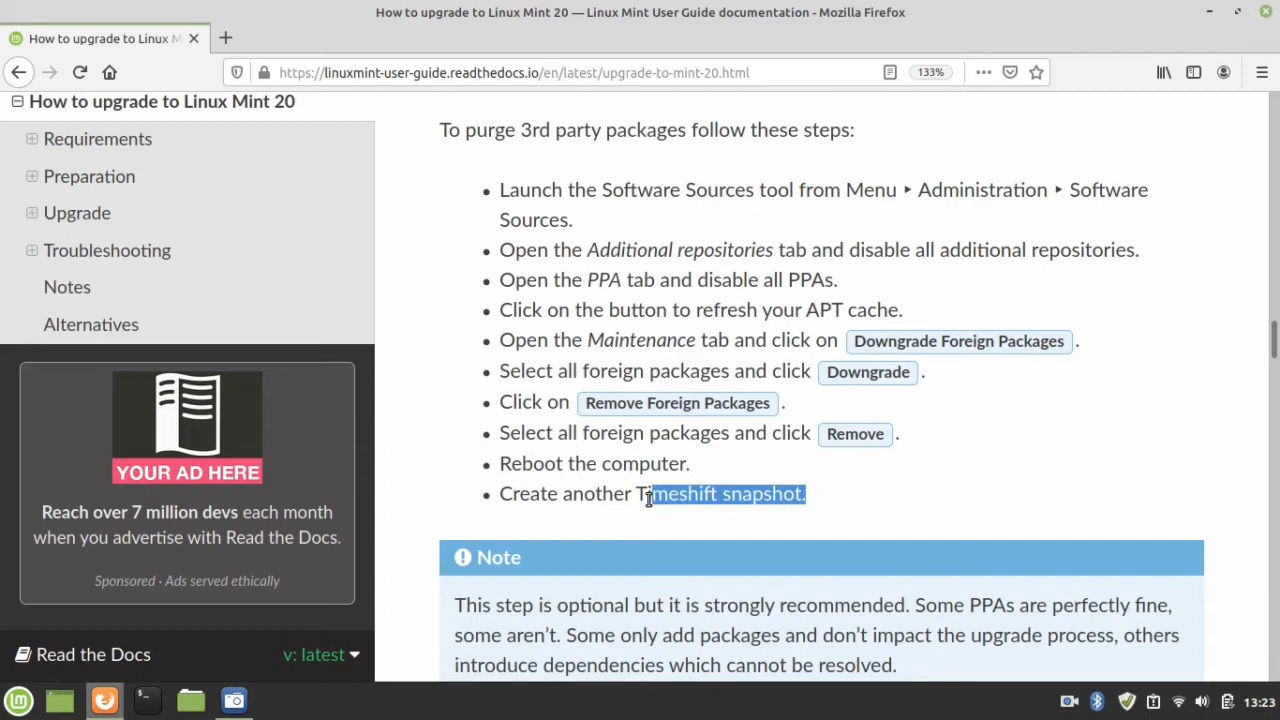 How to upgrade to Linux Mint 20 — Linux Mint User Guide documentation - Mozilla Firefox
How to upgrade to Linux M
https://linuxmint-user-guide.readthedocs.io/en/latest/upgrade-to-mint-20.html
133%
How to upgrade to Linux Mint 20
Requirements
Preparation
Upgrade
Troubleshooting
Notes
Alternatives
YOUR AD HERE
Reach over 7 million devs each month
when you advertise with Read the Docs.
Sponsored · Ads served ethically
Read the Docs
v: latest
To purge 3rd party packages follow these steps:
• Launch the Software Sources tool from Menu ‣ Administration ‣ Software
Sources.
• Open the Additional repositories tab and disable all additional repositories.
• Open the PPA tab and disable all PPAs.
• Click on the button to refresh your APT cache.
• Open the Maintenance tab and click on Downgrade Foreign Packages .
• Select all foreign packages and click Downgrade .
• Click on Remove Foreign Packages .
• Select all foreign packages and click Remove .
• Reboot the computer.
• Create another Timeshift snapshot.
Note
This step is optional but it is strongly recommended. Some PPAs are perfectly fine,
some aren't. Some only add packages and don't impact the upgrade process, others
introduce dependencies which cannot be resolved.
13:23